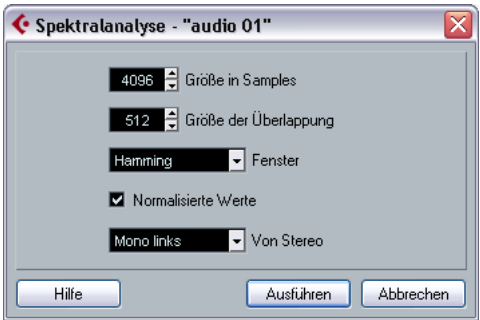 Spektralanalyse - "audio 01"
4096 Größe in Samples
512 Größe der Überlappung
Hamming Fenster
Normalisierte Werte
Mono links Von Stereo
Hilfe Ausführen Abbrechen